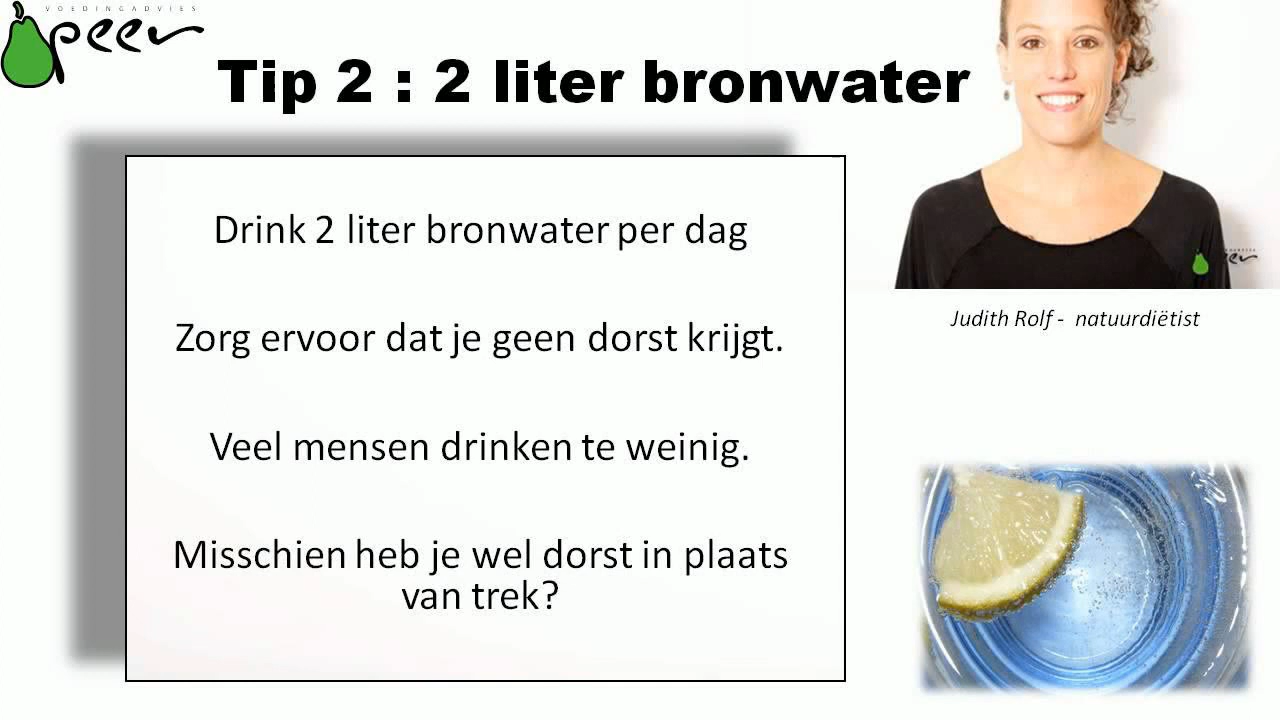 VOEDINGADVIES
peer
Tip 2 : 2 liter bronwater
Drink 2 liter bronwater per dag
Zorg ervoor dat je geen dorst krijgt.
Veel mensen drinken te weinig.
Misschien heb je wel dorst in plaats
van trek?
peer
Judith Rolf - natuurdiëtist